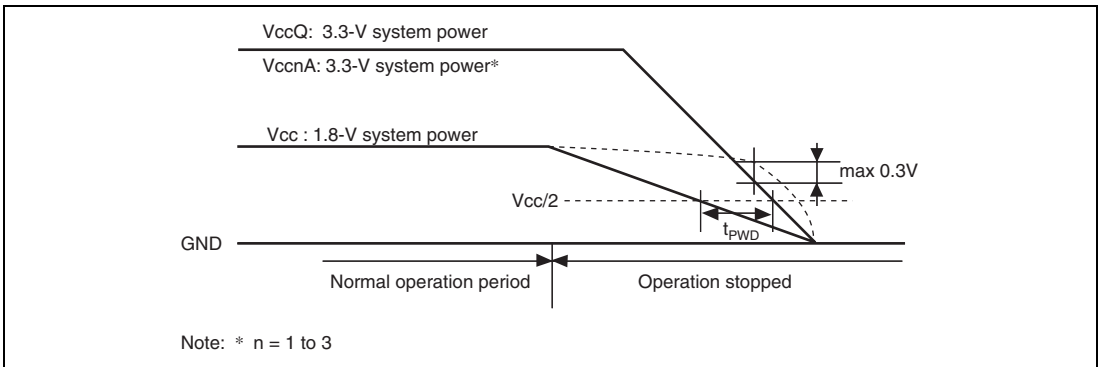 VccQ: 3.3-V system power
VccnA: 3.3-V system power*
Vcc : 1.8-V system power
max 0.3V
Vcc/2
tPWD
GND
Normal operation period
Operation stopped
Note: * n = 1 to 3